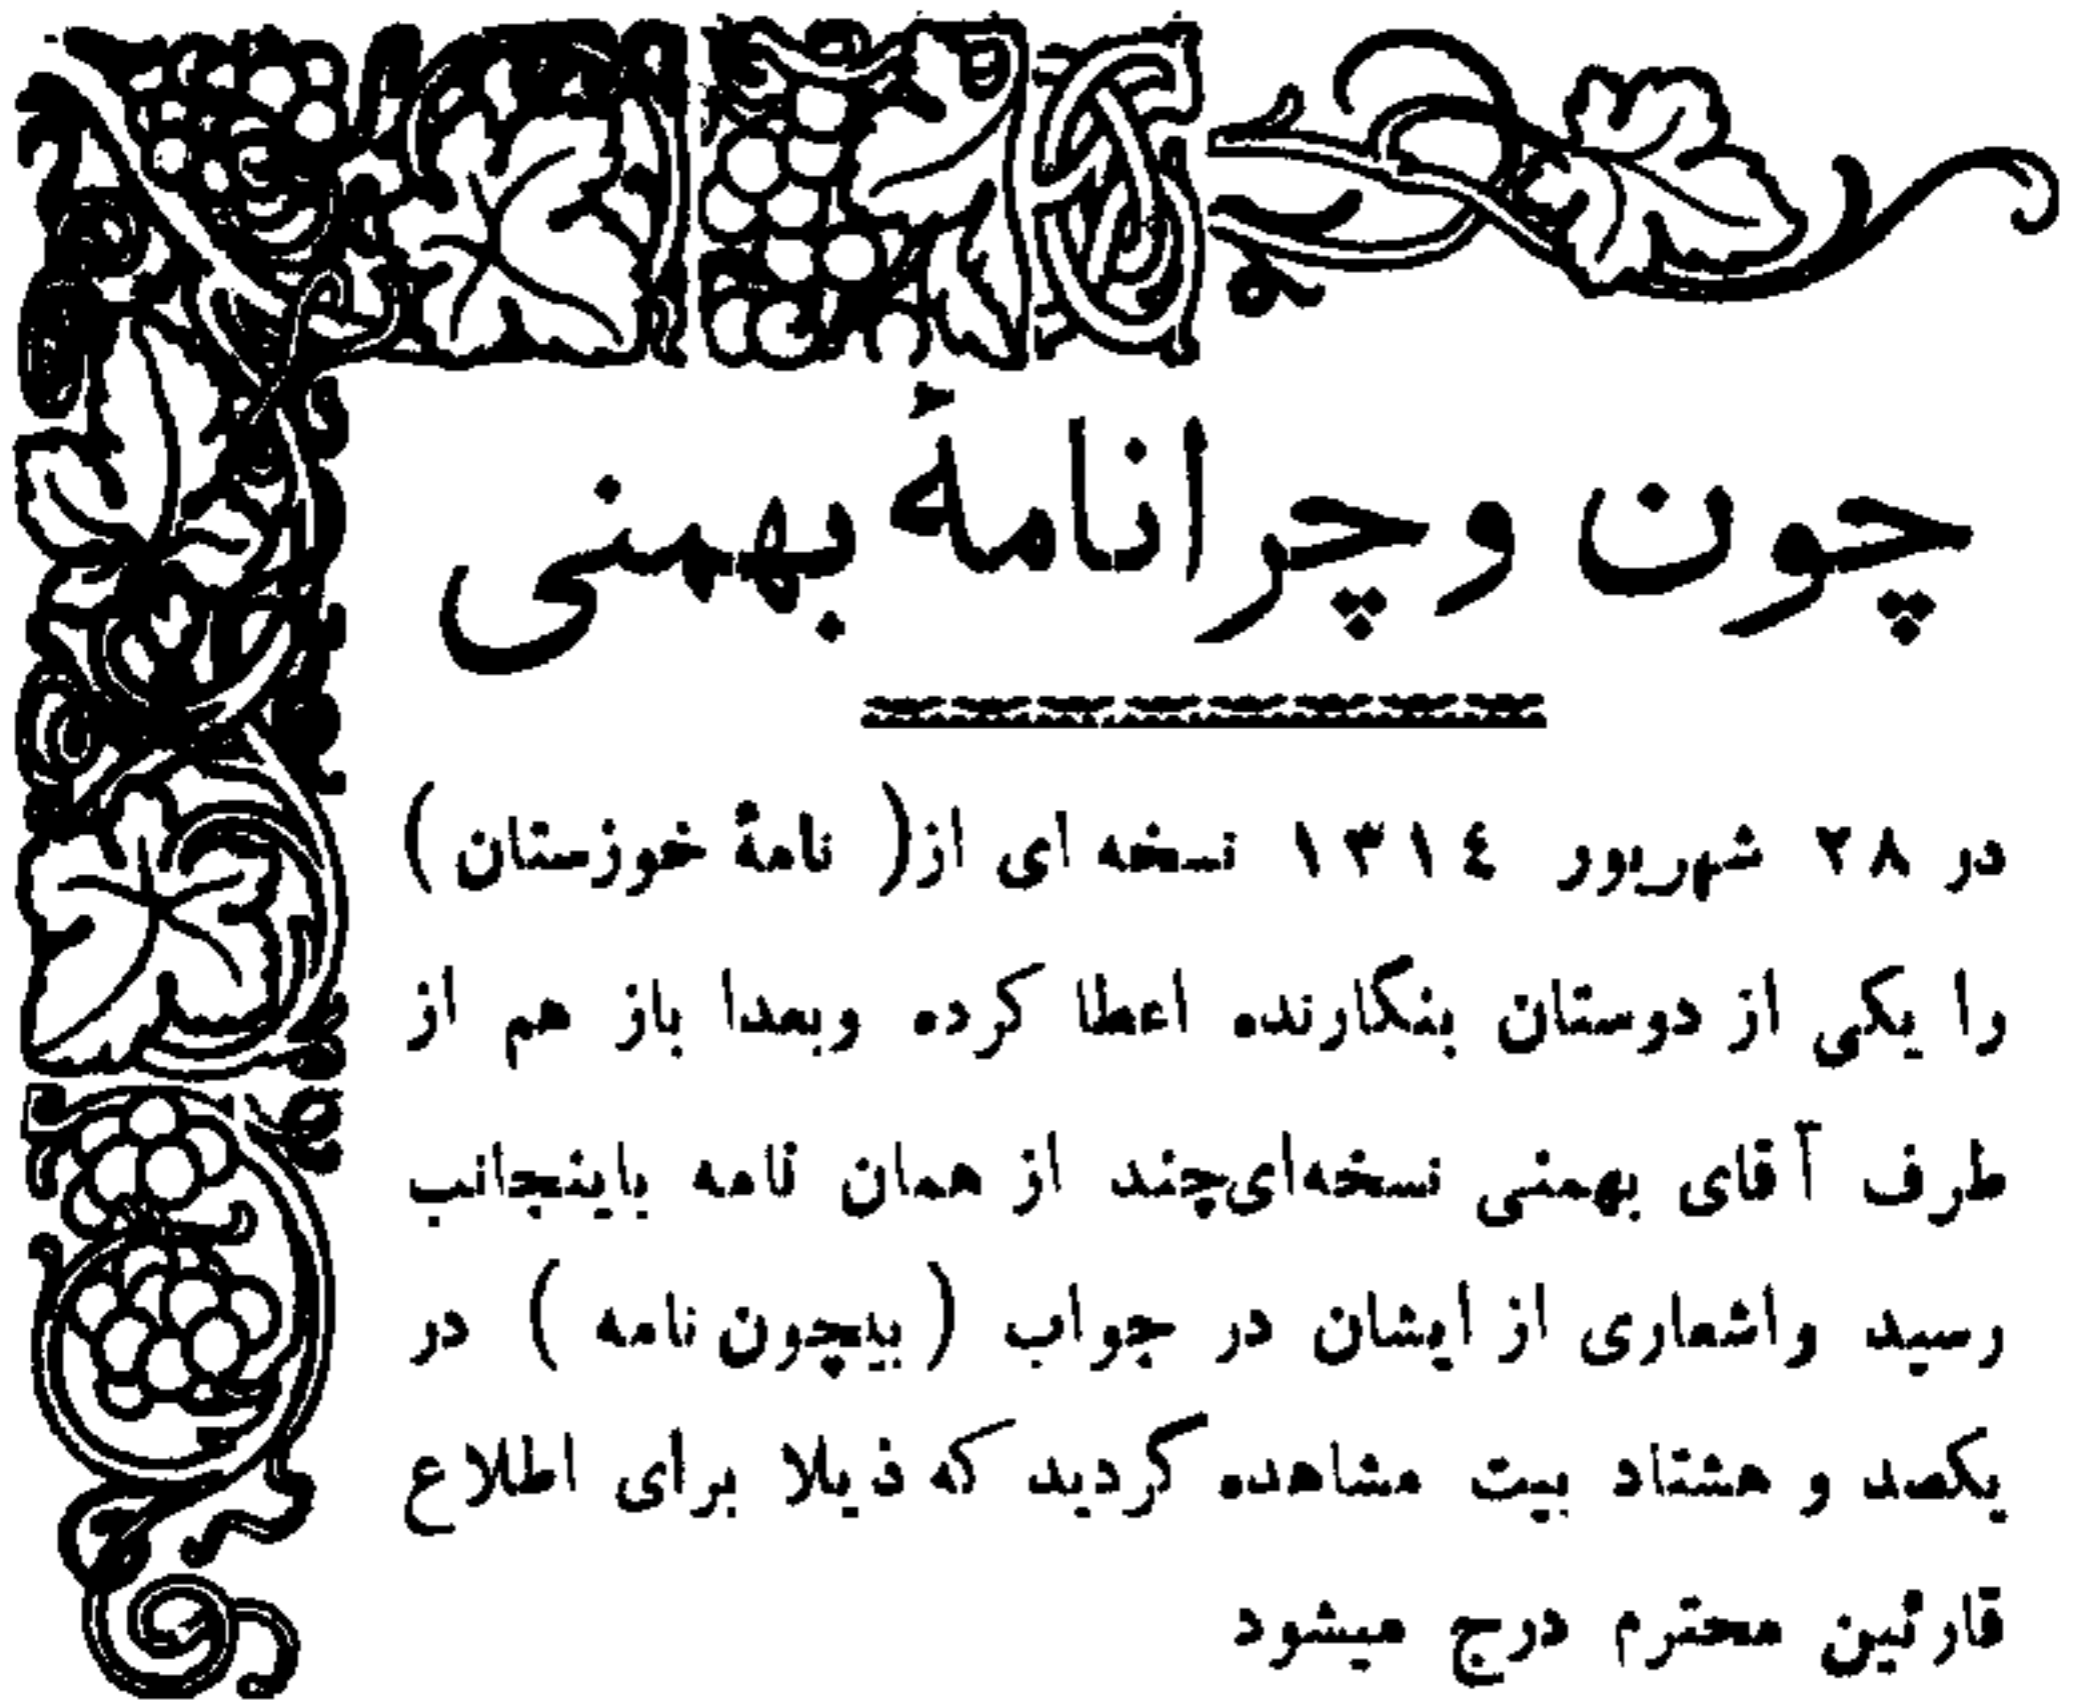 چون وچرانامهٔ بهمنی
در ۲۸ شهریور ۱۳۱٤ نسخه ای از( نامهٔ خوزستان )
را یکی از دوستان بنگارنده اعطا کرده وبعدا باز هم از
طرف آقای بهمنی نسخه‌ای‌چند از همان نامه باینجانب
رسید واشعاری از ایشان در جواب ( بیچون نامه ) در
یکصد و هشتاد بیت مشاهده گردید که ذیلا برای اطلاع
قارئین محترم درج میشود